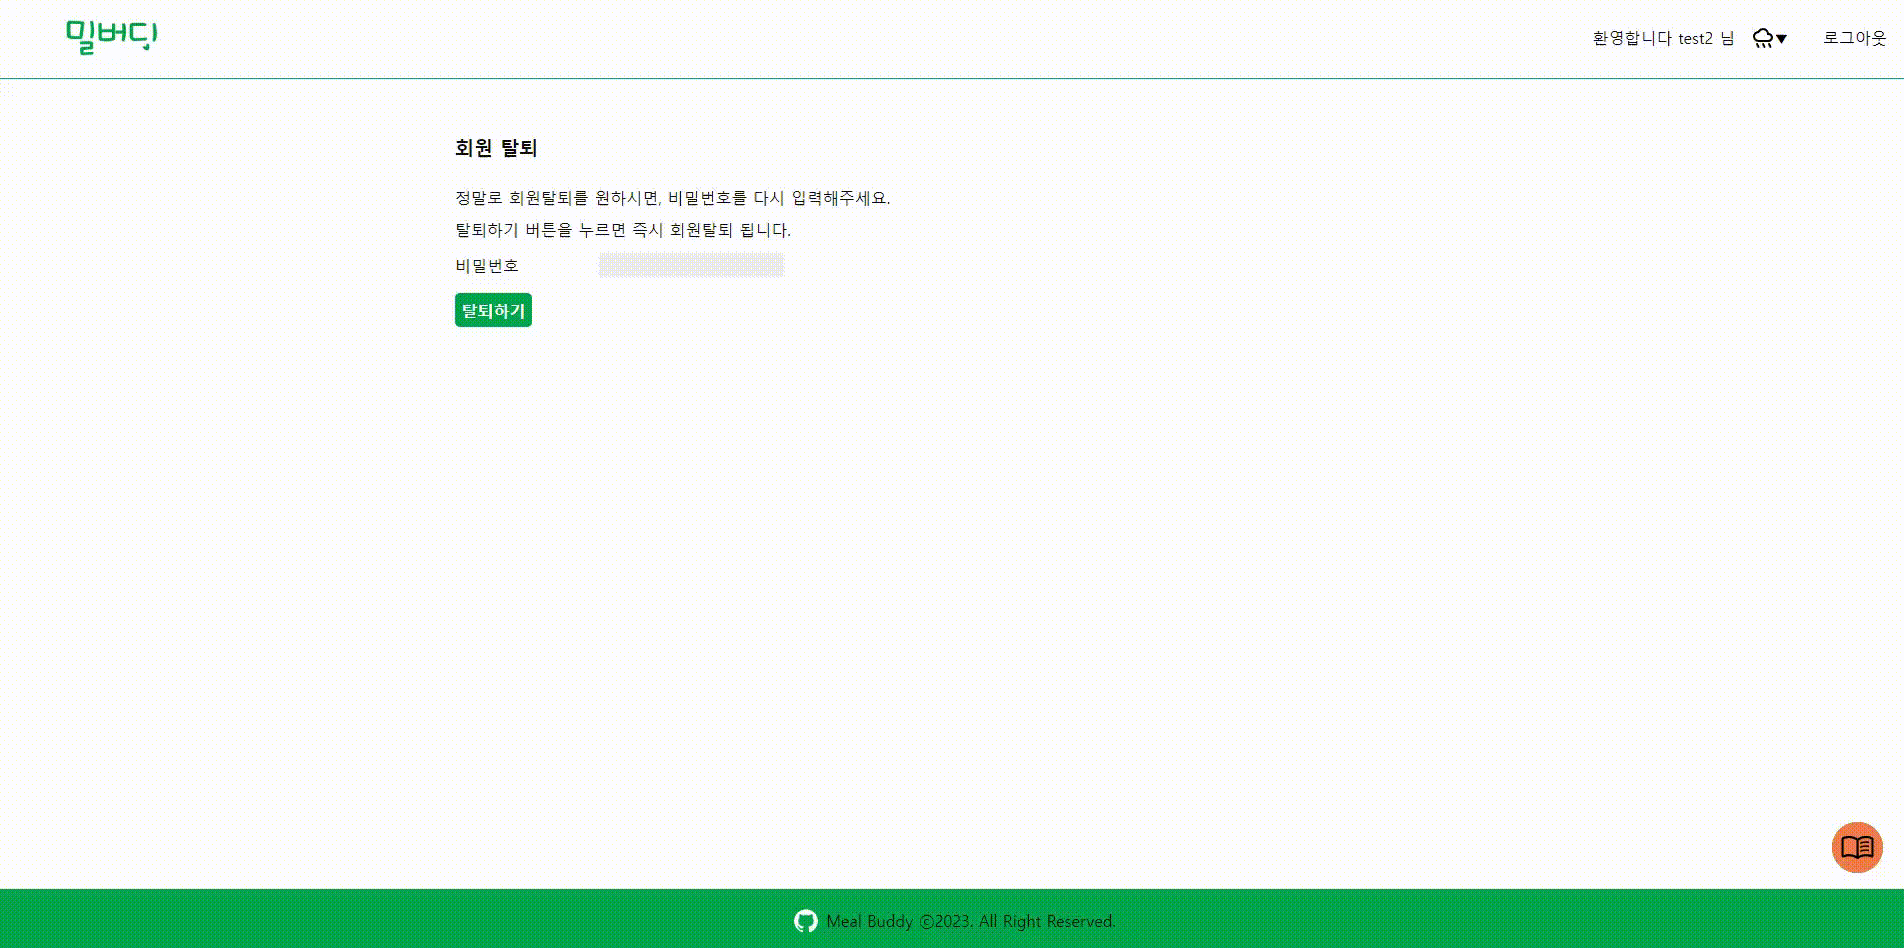 밀버디
환영합니다 test2 님 ▼ 로그아웃
회원 탈퇴
정말로 회원탈퇴를 원하시면, 비밀번호를 다시 입력해주세요.
탈퇴하기 버튼을 누르면 즉시 회원탈퇴 됩니다.
비밀번호
탈퇴하기
Meal Buddy ⓒ2023. All Right Reserved.